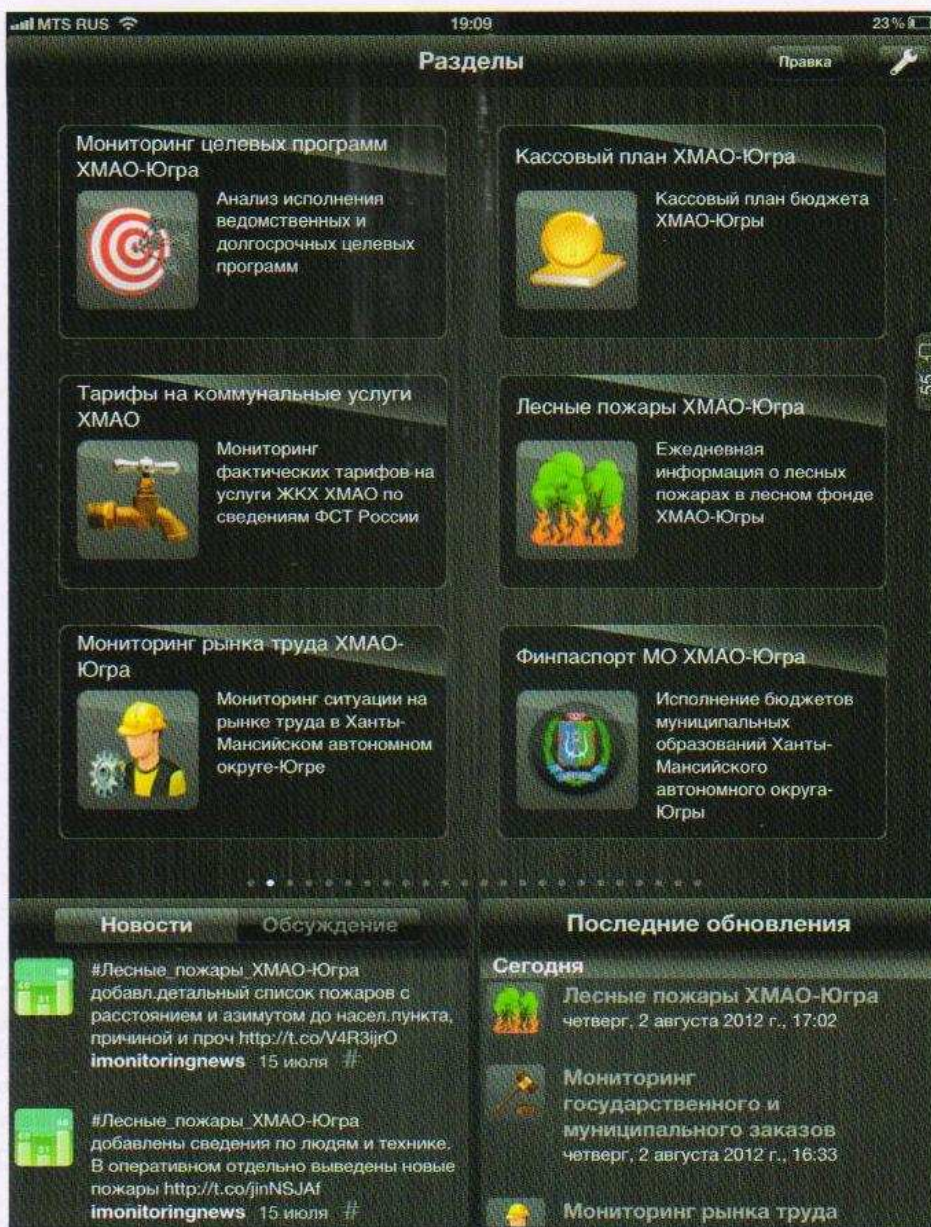 MTS RUS 19:09 23%
Разделы Правка
Мониторинг целевых программ
ХМАО-Югра
Анализ исполнения
ведомственных и
долгосрочных целевых
программ
Кассовый план ХМАО-Югра
Кассовый план бюджета
ХМАО-Югры
Тарифы на коммунальные услуги
ХМАО
Мониторинг
фактических тарифов на
услуги ЖКХ ХМАО по
сведениям ФСТ России
Лесные пожары ХМАО-Югра
Ежедневная
информация о лесных
пожарах в лесном фонде
ХМАО-Югры
Мониторинг рынка труда ХМАО-
Югра
Мониторинг ситуации на
рынке труда в Ханты-
Мансийском автономном
округе-Югре
Финпаспорт МО ХМАО-Югра
Исполнение бюджетов
муниципальных
образований Ханты-
Мансийского
автономного округа-
Югры
Новости Обсуждение
#Лесные_пожары_ХМАО-Югра
добавл.детальный список пожаров с
расстоянием и азимутом до насел.пункта,
причиной и проч http://t.co/V4R3ijrO
imonitoringnews 15 июля #
#Лесные_пожары_ХМАО-Югра
добавлены сведения по людям и технике.
В оперативном отдельно выведены новые
пожары http://t.co/jinNSJAf
imonitoringnews 15 июля #
Последние обновления
Сегодня
Лесные пожары ХМАО-Югра
четверг, 2 августа 2012 г., 17:02
Мониторинг
государственного и
муниципального заказов
четверг, 2 августа 2012 г., 16:33
Мониторинг рынка труда